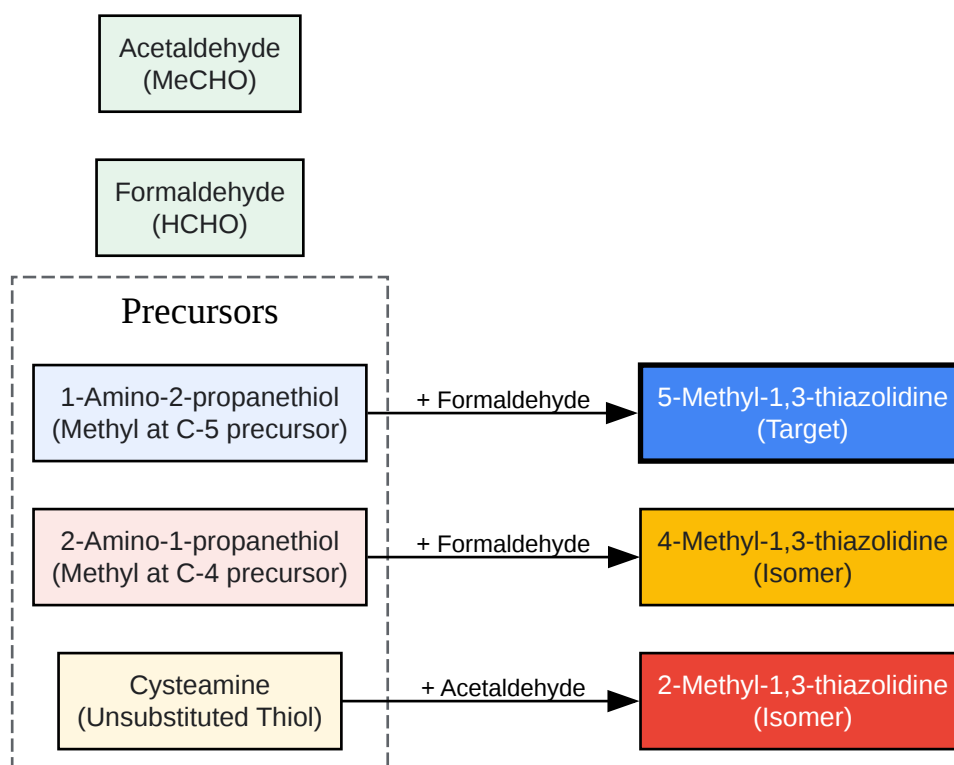 Acetaldehyde
(MeCHO)
Formaldehyde
(HCHO)
Precursors
1-Amino-2-propanethiol
(Methyl at C-5 precursor)
+ Formaldehyde
5-Methyl-1,3-thiazolidine
(Target)
2-Amino-1-propanethiol
(Methyl at C-4 precursor)
+ Formaldehyde
4-Methyl-1,3-thiazolidine
(Isomer)
Cysteamine
(Unsubstituted Thiol)
+ Acetaldehyde
2-Methyl-1,3-thiazolidine
(Isomer)